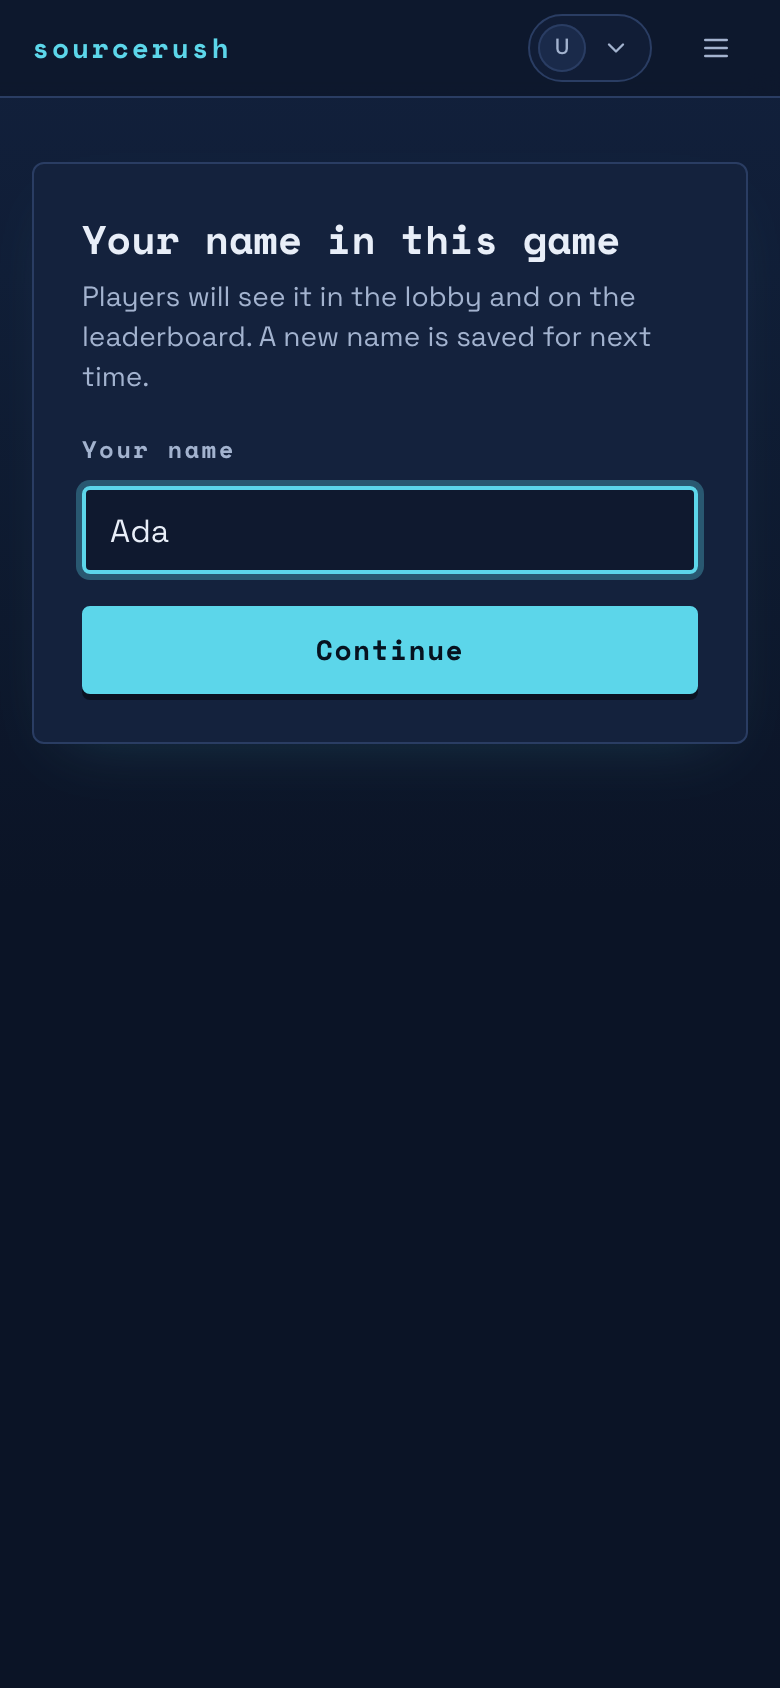 sourcerush
U
Your name in this game
Players will see it in the lobby and on the
leaderboard. A new name is saved for next
time.
Your name
Ada
Continue